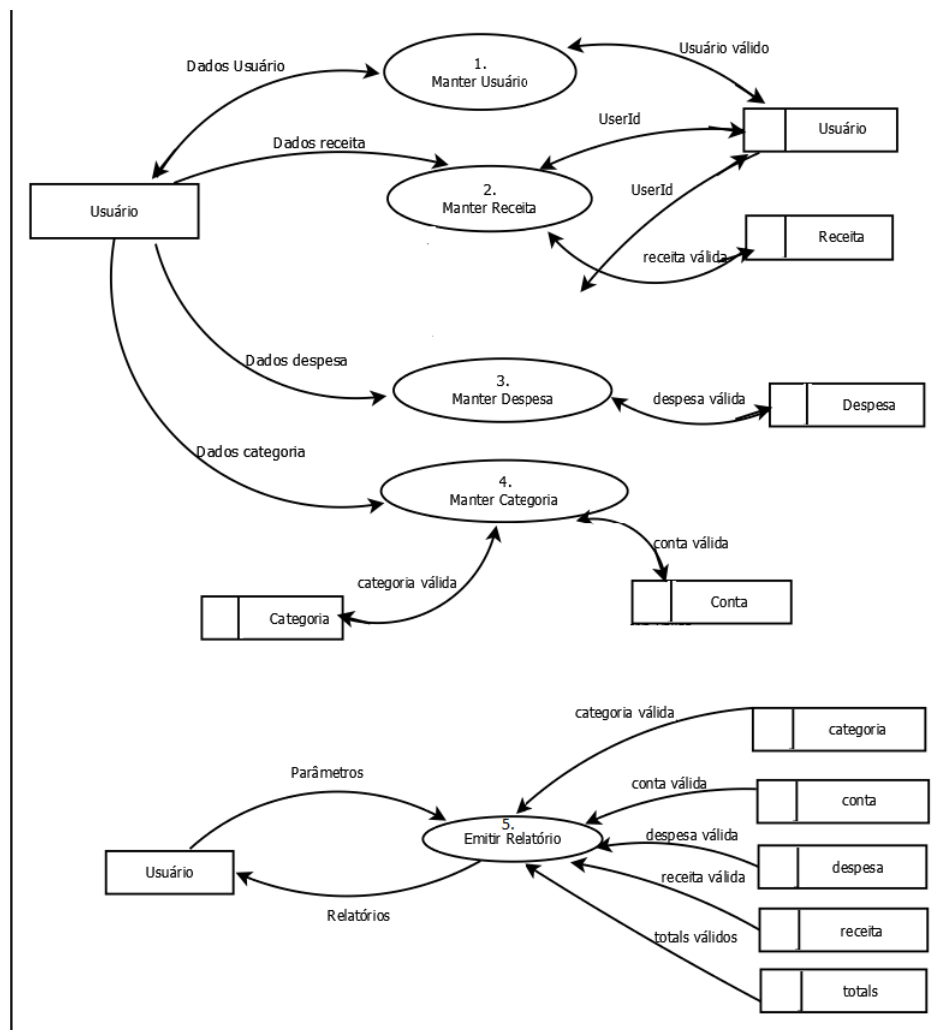 1.
Manter Usuário
Dados Usuário
Usuário válido
Usuário
UserId
Dados receita
2.
Manter Receita
UserId
Usuário
receita válida
Receita
Dados despesa
3.
Manter Despesa
despesa válida
Despesa
Dados categoria
4.
Manter Categoria
conta válida
categoria válida
Categoria
Conta
categoria válida
categoria
Parâmetros
conta válida
conta
5.
Emitir Relatório
despesa válida
despesa
Usuário
receita válida
Relatórios
receita
totals válidos
totals